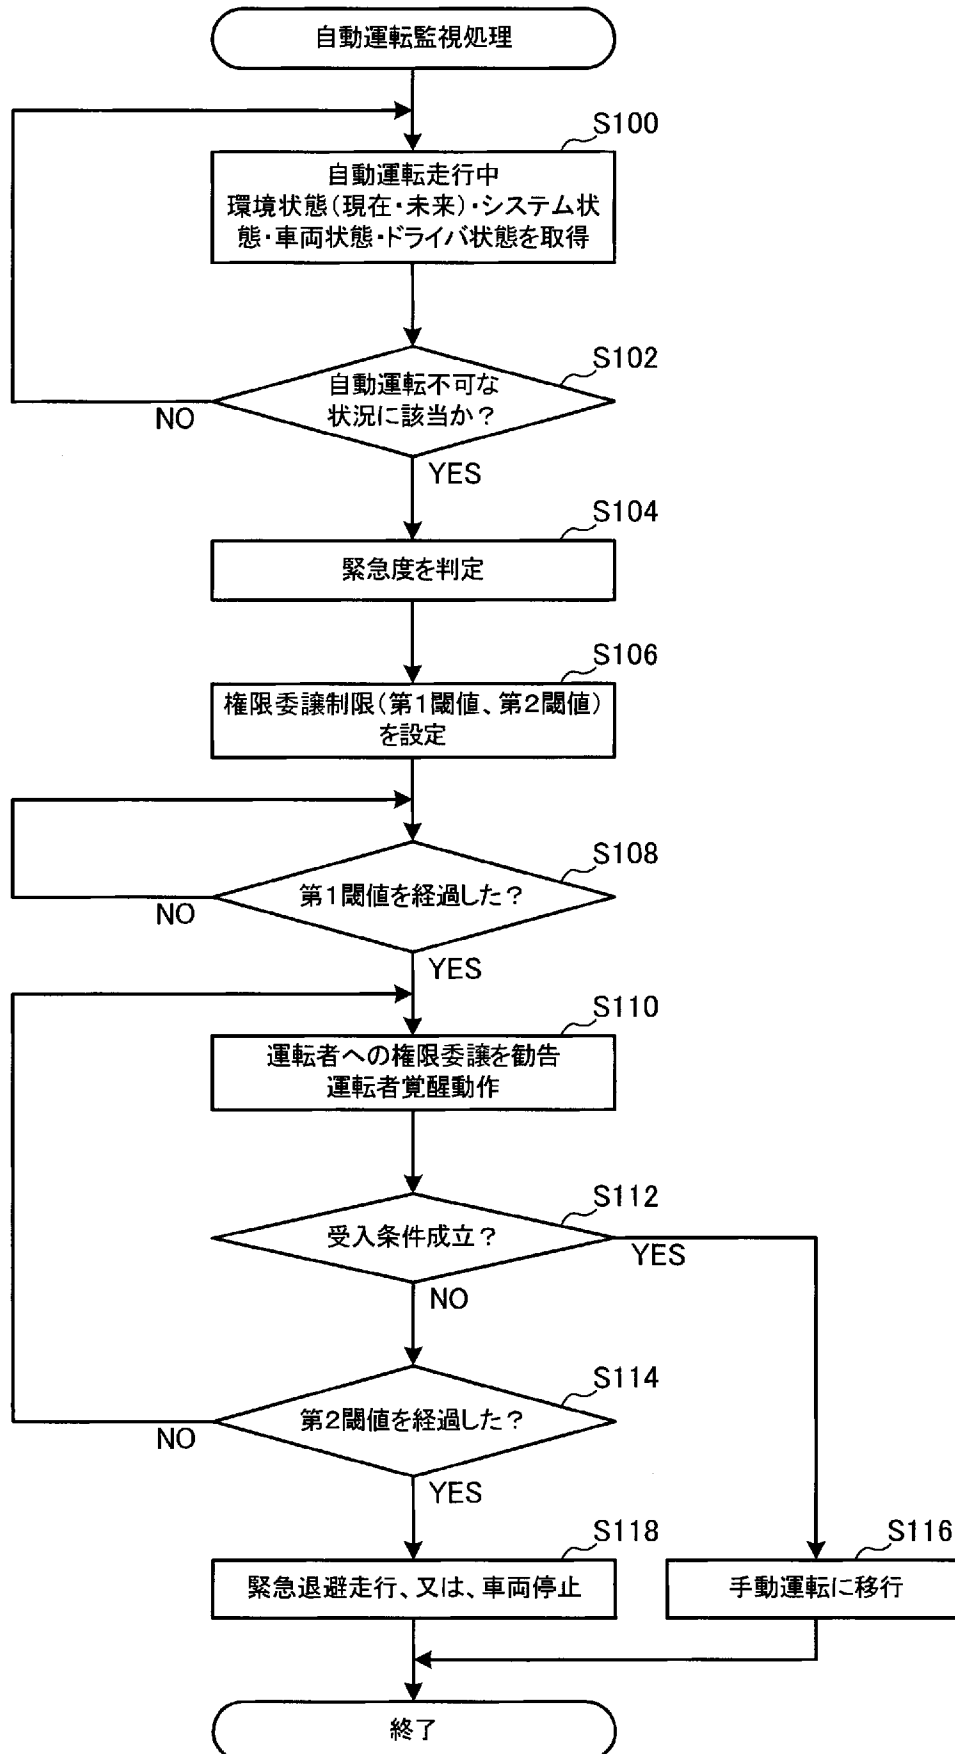 自動運転監視処理
S100
自動運転走行中
環境状態(現在・未来)・システム状
態・車両状態・ドライバ状態を取得
S102
自動運転不可な
状況に該当か?
NO
YES
S104
緊急度を判定
S106
権限委譲制限(第1閾値、第2閾値)
を設定
S108
第1閾値を経過した?
NO
YES
S110
運転者への権限委譲を勧告
運転者覚醒動作
S112
受入条件成立?
YES
NO
S114
第2閾値を経過した?
NO
YES
S118
緊急退避走行、又は、車両停止
S116
手動運転に移行
終了